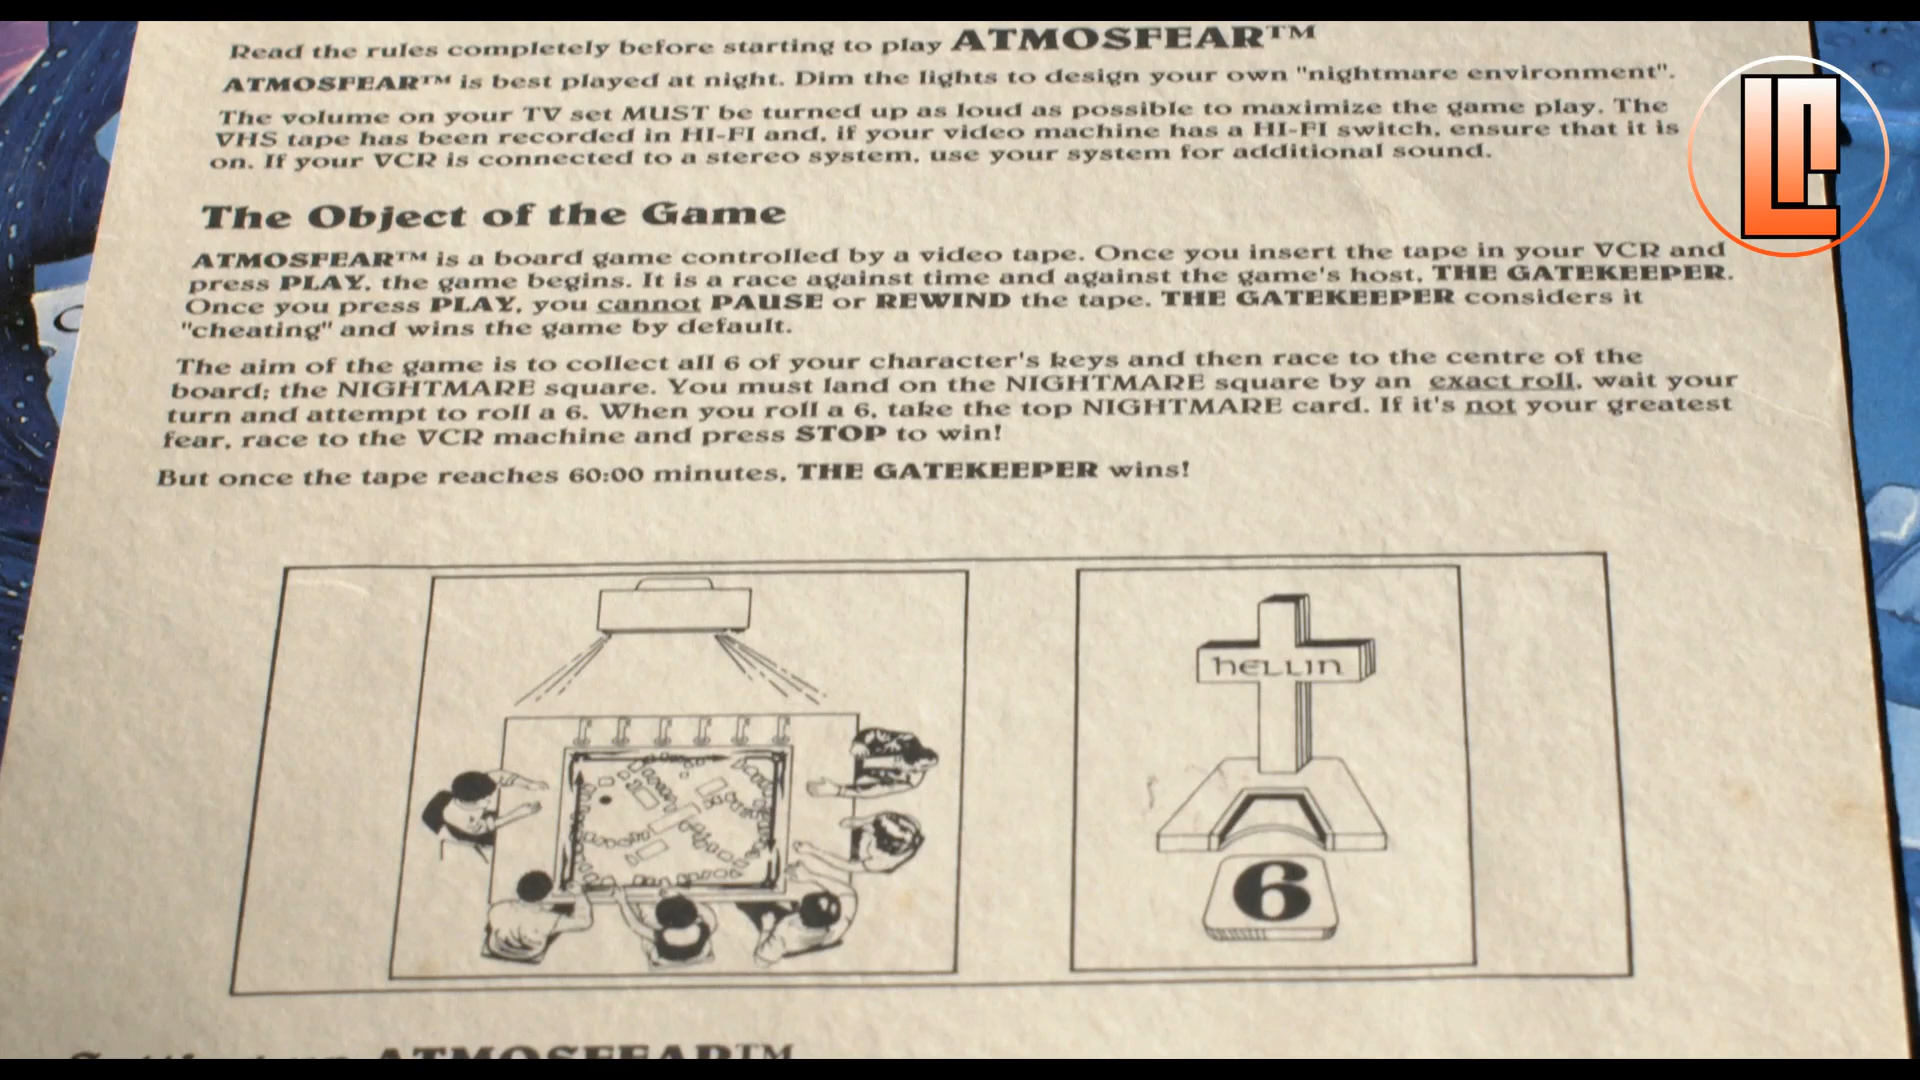 Read the rules completely before starting to play ATMOSFEAR™
ATMOSFEAR™ is best played at night. Dim the lights to design your own "nightmare environment".
The volume on your TV set MUST be turned up as loud as possible to maximize the game play. The
VHS tape has been recorded in HI-FI and, if your video machine has a HI-FI switch, ensure that it is
on. If your VCR is connected to a stereo system, use your system for additional sound.
The Object of the Game
ATMOSFEAR™ is a board game controlled by a video tape. Once you insert the tape in your VCR and
press PLAY, the game begins. It is a race against time and against the game's host, THE GATEKEEPER.
Once you press PLAY, you cannot PAUSE or REWIND the tape. THE GATEKEEPER considers it
"cheating" and wins the game by default.
The aim of the game is to collect all 6 of your character's keys and then race to the centre of the
board; the NIGHTMARE square. You must land on the NIGHTMARE square by an exact roll, wait your
turn and attempt to roll a 6. When you roll a 6, take the top NIGHTMARE card. If it's not your greatest
fear, race to the VCR machine and press STOP to win!
But once the tape reaches 60:00 minutes, THE GATEKEEPER wins!
hELLIN
6
ATMOSFEAR™